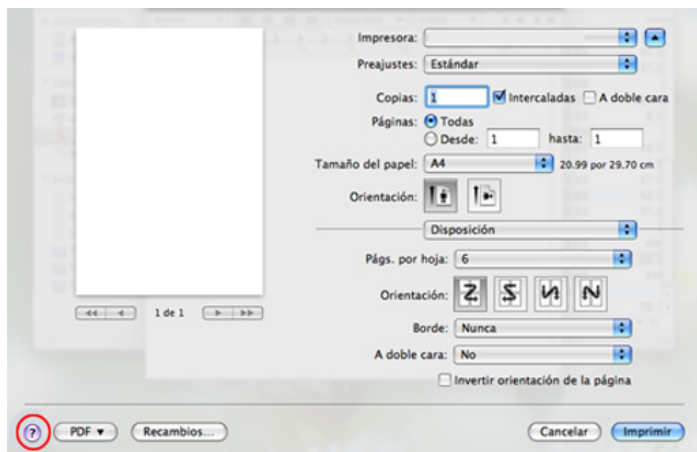 Impresora:
Preajustes: Estándar
Copias: 1 Intercaladas A doble cara
Páginas: Todas
Desde: 1 hasta: 1
Tamaño del papel: A4 20.99 por 29.70 cm
Orientación:
Disposición
Págs. por hoja: 6
Orientación:
Borde: Nunca
A doble cara: No
Invertir orientación de la página
1 de 1
? PDF Recambios... Cancelar Imprimir